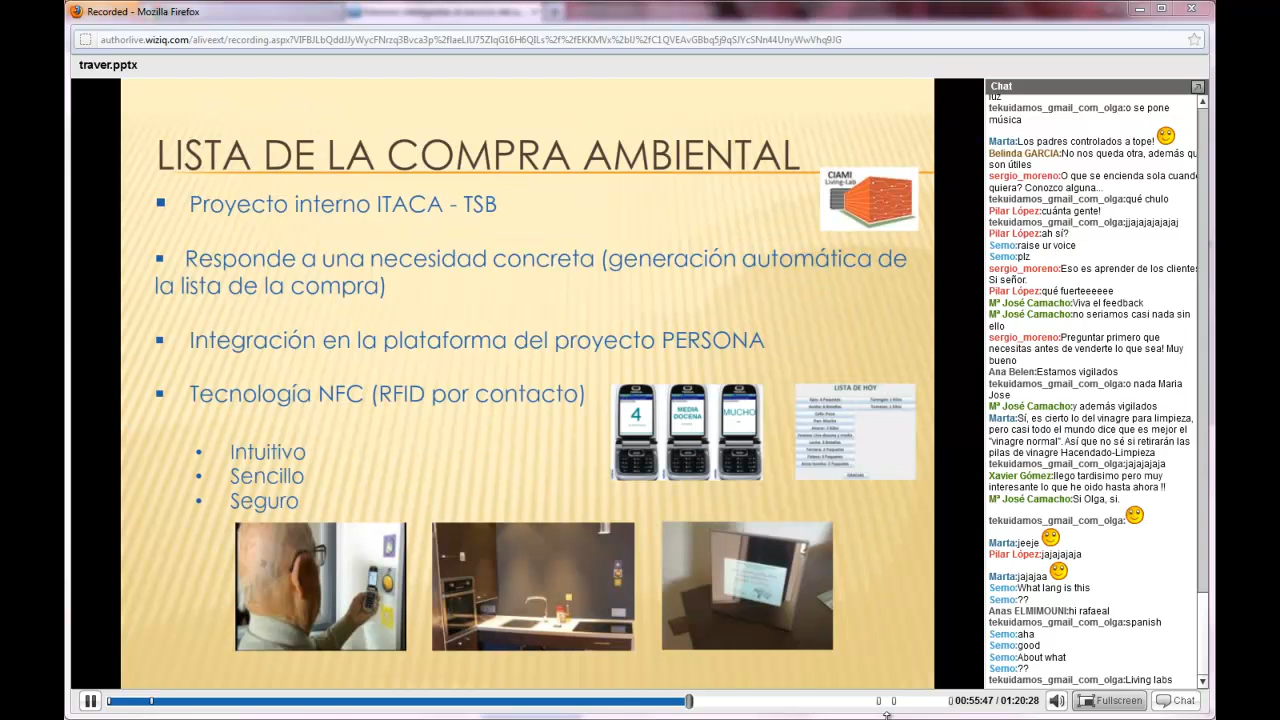 Recorded - Mozilla Firefox
authorlive.wiziq.com/aliveext/recording.aspx?
traver.pptx
LISTA DE LA COMPRA AMBIENTAL
CIAMI
Living-Lab
▪ Proyecto interno ITACA - TSB
▪ Responde a una necesidad concreta (generación automática de
la lista de la compra)
▪ Integración en la plataforma del proyecto PERSONA
▪ Tecnología NFC (RFID por contacto)
4
MEDIA
DOCENA
MUCHO
LISTA DE HOY
• Intuitivo
• Sencillo
• Seguro
Chat
luz
tekuidamos_gmail_com_olga:o se pone
música
Marta:Los padres controlados a tope!
Belinda GARCIA:No nos queda otra, además qu
son útiles
sergio_moreno:O que se encienda sola cuando
quiera? Conozco alguna...
tekuidamos_gmail_com_olga:qué chulo
Pilar López:cuánta gente!
tekuidamos_gmail_com_olga:jjajajajajajaj
Pilar López:ah sí?
Semo:raise ur voice
Semo:plz
sergio_moreno:Eso es aprender de los clientes
Si señor.
Pilar López:qué fuerteeeeee
Mª José Camacho:Viva el feedback
Mª José Camacho:no seriamos casi nada sin
ello
sergio_moreno:Preguntar primero que
necesitas antes de venderte lo que sea! Muy
bueno
Ana Belen:Estamos vigilados
tekuidamos_gmail_com_olga:o nada Maria
Jose
Mª José Camacho:y además vigilados
Marta:Sí, es cierto lo del vinagre para limpieza,
pero casi todo el mundo dice que es mejor el
"vinagre normal". Así que no sé si retirarán las
pilas de vinagre Hacendado-Limpieza
tekuidamos_gmail_com_olga:jajajajaja
Xavier Gómez:llego tardisimo pero muy
interesante lo que he oido hasta ahora !!
Mª José Camacho:Si Olga, si.
tekuidamos_gmail_com_olga:
Marta:jeeje
Pilar López:jajajajaja
Marta:jajajaa
Semo:What lang is this
Semo:??
Anas ELMIMOUNI:hi rafaeal
tekuidamos_gmail_com_olga:spanish
Semo:aha
Semo:good
Semo:About what
Semo:??
tekuidamos_gmail_com_olga:Living labs
00:55:47 / 01:20:28
Fullscreen
Chat